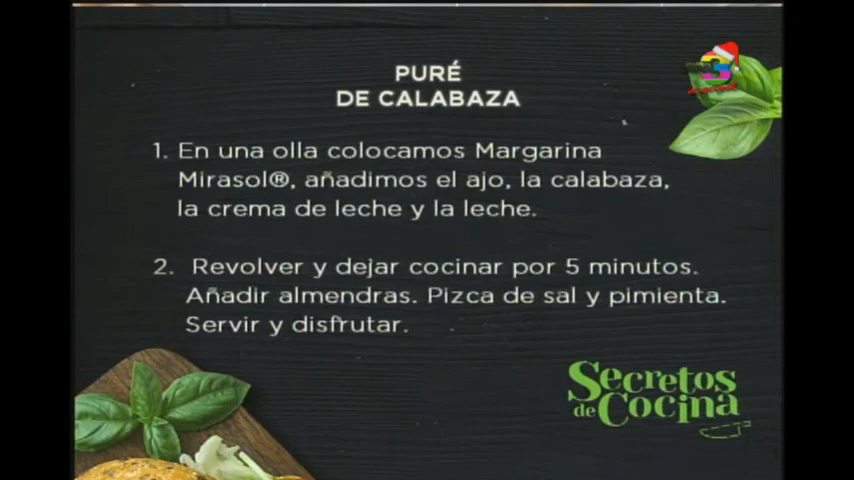 PURÉ
DE CALABAZA
1. En una olla colocamos Margarina
Mirasol®, añadimos el ajo, la calabaza,
la crema de leche y la leche.
2. Revolver y dejar cocinar por 5 minutos.
Añadir almendras. Pizca de sal y pimienta.
Servir y disfrutar.
Secretos
de Cocina